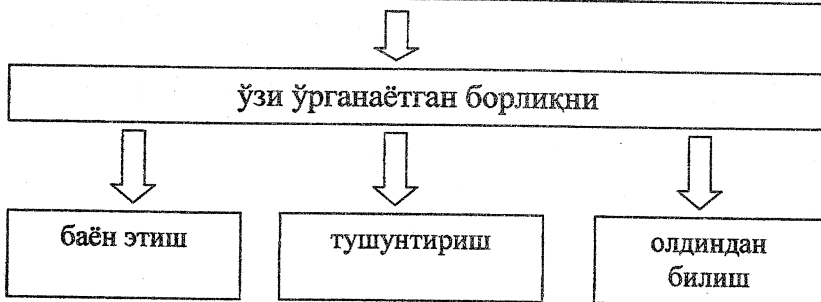 ўзи ўрганаётган борлиқни
баён этиш
тушунтириш
олдиндан
билиш